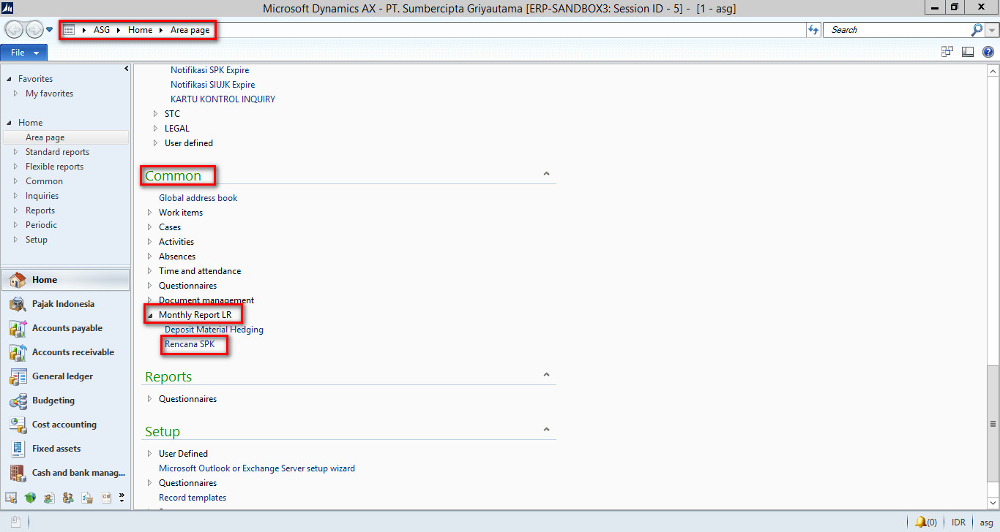 Microsoft Dynamics AX - PT. Sumbercipta Griyautama [ERP-SANDBOX3: Session ID - 5] - [1 - asg]
ASG Home Area page
Search
File
Favorites
My favorites
Home
Area page
Standard reports
Flexible reports
Common
Inquiries
Reports
Periodic
Setup
Home
Pajak Indonesia
Accounts payable
Accounts receivable
General ledger
Budgeting
Cost accounting
Fixed assets
Cash and bank manag...
Notifikasi SPK Expire
Notifikasi SIUJK Expire
KARTU KONTROL INQUIRY
STC
LEGAL
User defined
Common
Global address book
Work items
Cases
Activities
Absences
Time and attendance
Questionnaires
Document management
Monthly Report LR
Deposit Material Hedging
Rencana SPK
Reports
Questionnaires
Setup
User Defined
Microsoft Outlook or Exchange Server setup wizard
Questionnaires
Record templates
(0) IDR asg